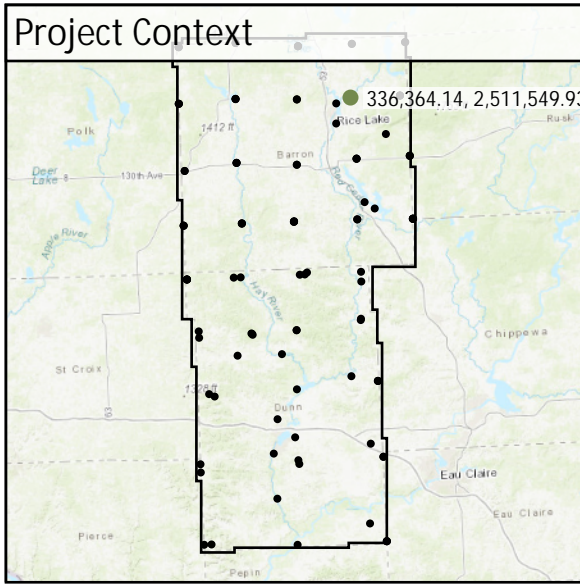 Project Context
336,364.14, 2,511,549.93
63
Rice Lake
Rusk
Polk
1412 ft
Barron
Deer
Lake
8
130th Ave
Red Cedar River
Apple River
Hay River
Chippewa
St Croix
1328 ft
Dunn
63
Eau Claire
Eau Claire
Pierce
Pepin